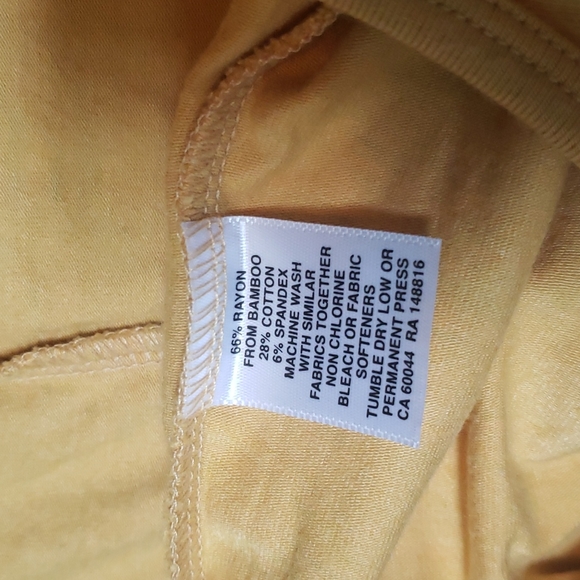 66% RAYON
FROM BAMBOO
28% COTTON
6% SPANDEX
MACHINE WASH
WITH SIMILAR
FABRICS TOGETHER
NON CHLORINE
BLEACH OR FABRIC
SOFTENERS
TUMBLE DRY LOW OR
PERMANENT PRESS
CA 60044 RA 148816